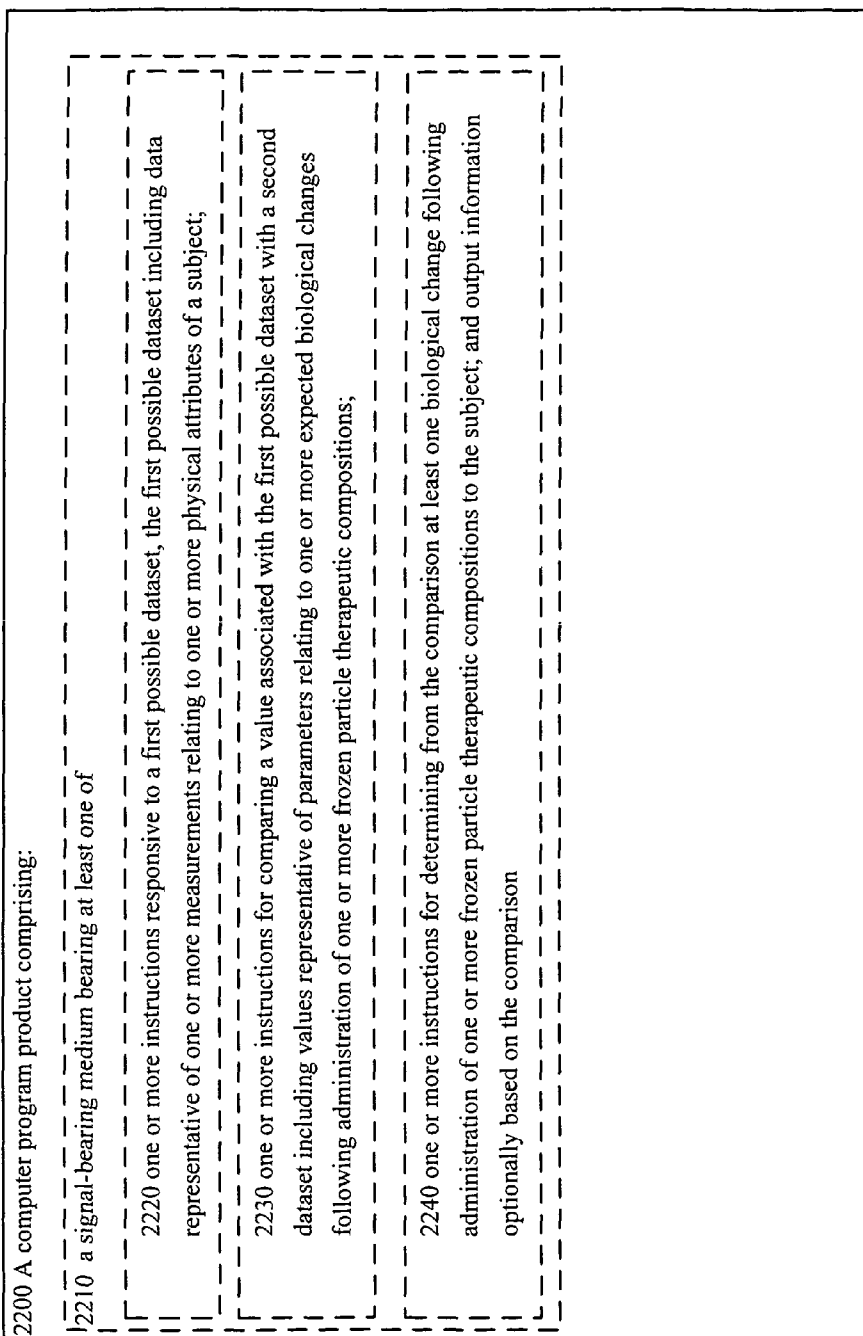 2200 A computer program product comprising:
2210 a signal-bearing medium bearing at least one of
2220 one or more instructions responsive to a first possible dataset, the first possible dataset including data
representative of one or more measurements relating to one or more physical attributes of a subject;
2230 one or more instructions for comparing a value associated with the first possible dataset with a second
dataset including values representative of parameters relating to one or more expected biological changes
following administration of one or more frozen particle therapeutic compositions;
2240 one or more instructions for determining from the comparison at least one biological change following
administration of one or more frozen particle therapeutic compositions to the subject; and output information
optionally based on the comparison